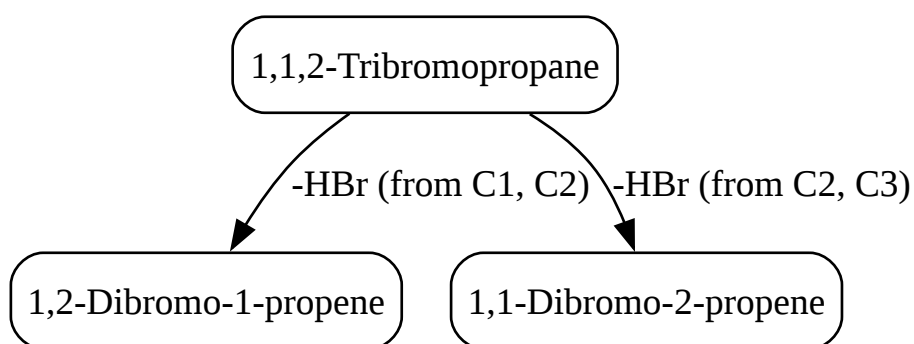 1,1,2-Tribromopropane
-HBr (from C1, C2)
-HBr (from C2, C3)
1,2-Dibromo-1-propene
1,1-Dibromo-2-propene